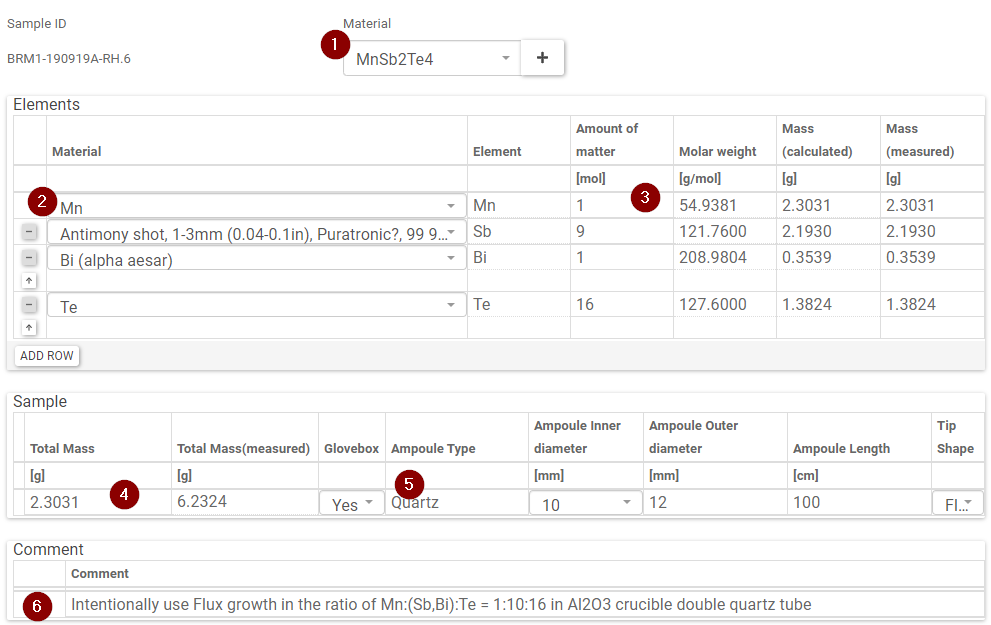 Sample ID Material
BRM1-190919A-RH.6 1 MnSb2Te4 +
Elements
Material Element Amount of matter Molar weight Mass (calculated) Mass (measured)
[mol] [g/mol] [g] [g]
2 Mn Mn 1 3 54.9381 2.3031 2.3031
− Antimony shot, 1-3mm (0.04-0.1in), Puratronic?, 99 9... Sb 9 121.7600 2.1930 2.1930
− Bi (alpha aesar) Bi 1 208.9804 0.3539 0.3539
↑
− Te Te 16 127.6000 1.3824 1.3824
↑
ADD ROW
Sample
Total Mass Total Mass(measured) Glovebox Ampoule Type Ampoule Inner diameter Ampoule Outer diameter Ampoule Length Tip Shape
[g] [g] [mm] [mm] [cm]
2.3031 4 6.2324 Yes 5 Quartz 10 12 100 Fl...
Comment
Comment
6 Intentionally use Flux growth in the ratio of Mn:(Sb,Bi):Te = 1:10:16 in Al2O3 crucible double quartz tube